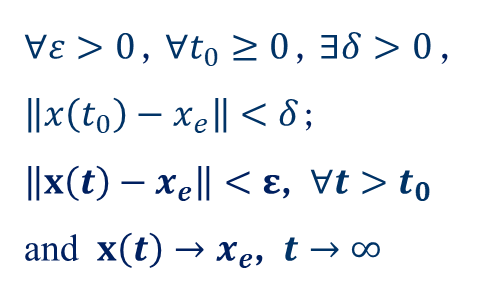 ∀ε > 0, ∀t₀ ≥ 0, ∃δ > 0,
‖x(t₀) − xₑ‖ < δ;
‖x(t) − xₑ‖ < ε, ∀t > t₀
and x(t) → xₑ, t → ∞